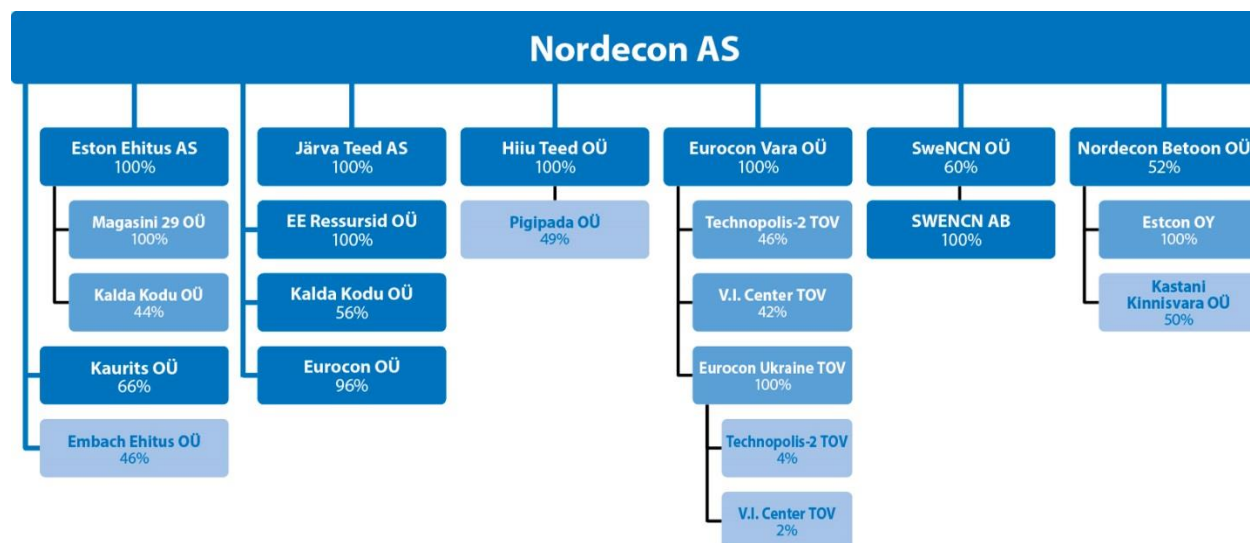 Nordecon AS
Eston Ehitus AS
100%
Magasini 29 OÜ
100%
Kalda Kodu OÜ
44%
Kaurits OÜ
66%
Embach Ehitus OÜ
46%
Järva Teed AS
100%
EE Ressursid OÜ
100%
Kalda Kodu OÜ
56%
Eurocon OÜ
96%
Hiiu Teed OÜ
100%
Pigipada OÜ
49%
Eurocon Vara OÜ
100%
Technopolis-2 TOV
46%
V.I. Center TOV
42%
Eurocon Ukraine TOV
100%
Technopolis-2 TOV
4%
V.I. Center TOV
2%
SweNCN OÜ
60%
SWENCN AB
100%
Nordecon Betoon OÜ
52%
Estcon OY
100%
Kastani
Kinnisvara OÜ
50%